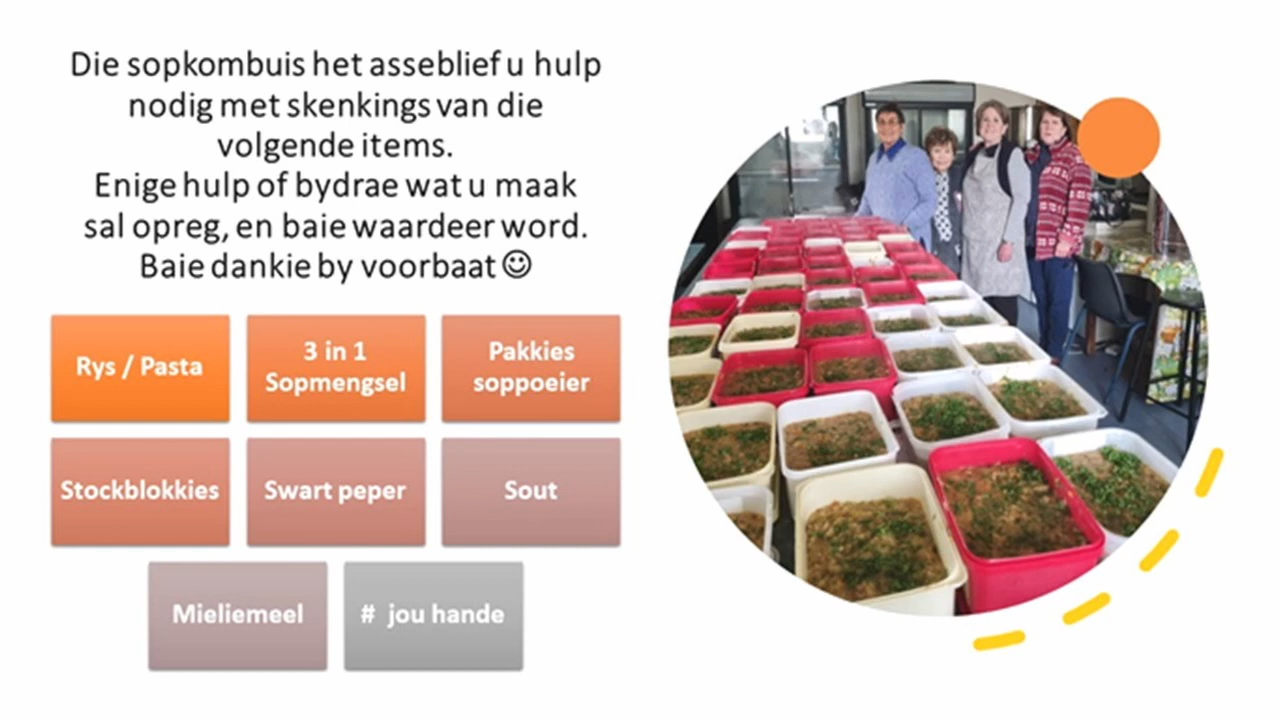 Die sopkombuis het asseblief u hulp
nodig met skenkings van die
volgende items.
Enige hulp of bydrae wat u maak
sal opreg, en baie waardeer word.
Baie dankie by voorbaat ☺
Rys / Pasta
3 in 1
Sopmengsel
Pakkies
soppoeier
Stockblokkies
Swart peper
Sout
Mieliemeel
# jou hande